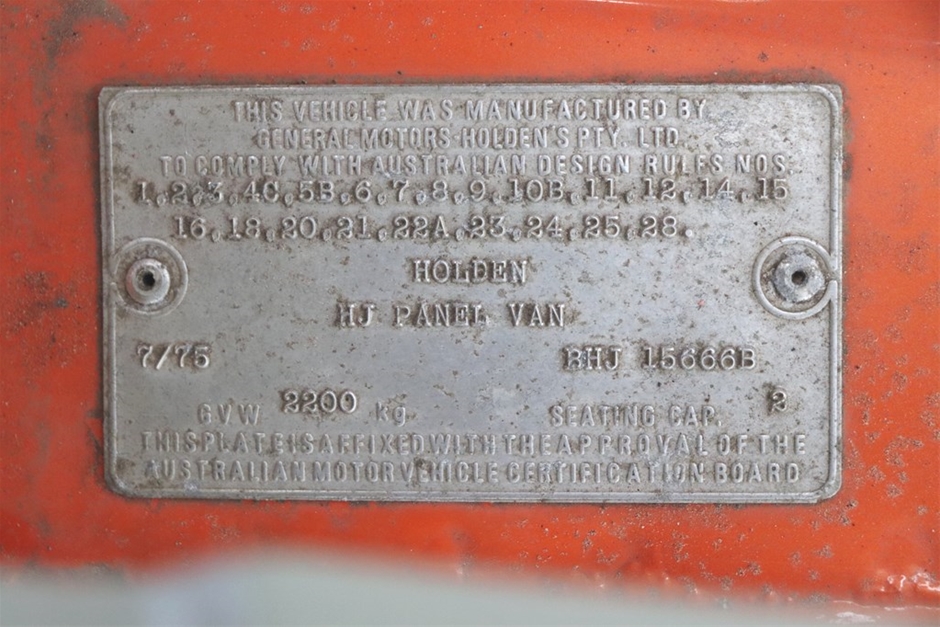 THIS VEHICLE WAS MANUFACTURED BY
GENERAL MOTORS-HOLDEN'S PTY. LTD.
TO COMPLY WITH AUSTRALIAN DESIGN RULES NOS.
1,2,3,4C,5B,6,7,8,9,10B,11,12,14,15
16,18,20,21,22A,23,24,25,28.
HOLDEN
HJ PANEL VAN
7/75 BHJ 15666B
GVW 2200 kg SEATING CAP. 2
THIS PLATE IS AFFIXED WITH THE APPROVAL OF THE
AUSTRALIAN MOTOR VEHICLE CERTIFICATION BOARD